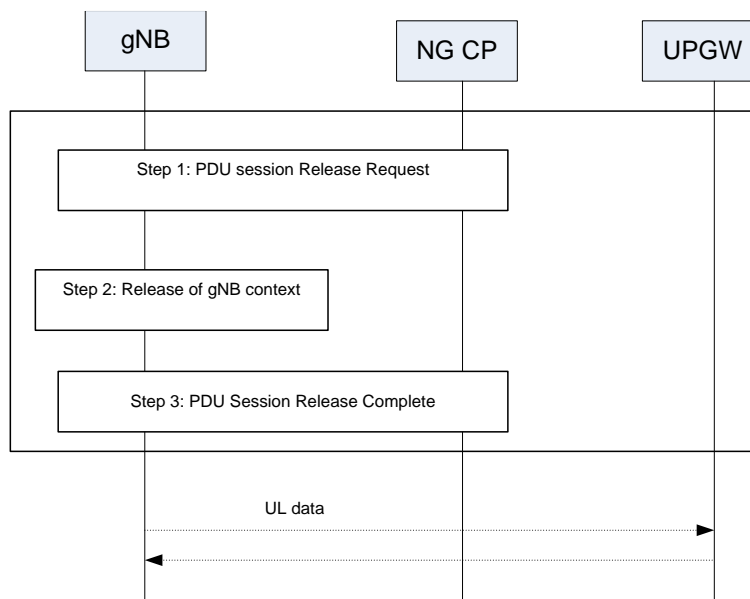 gNB
NG CP
UPGW
Step 1: PDU session Release Request
Step 2: Release of gNB context
Step 3: PDU Session Release Complete
UL data